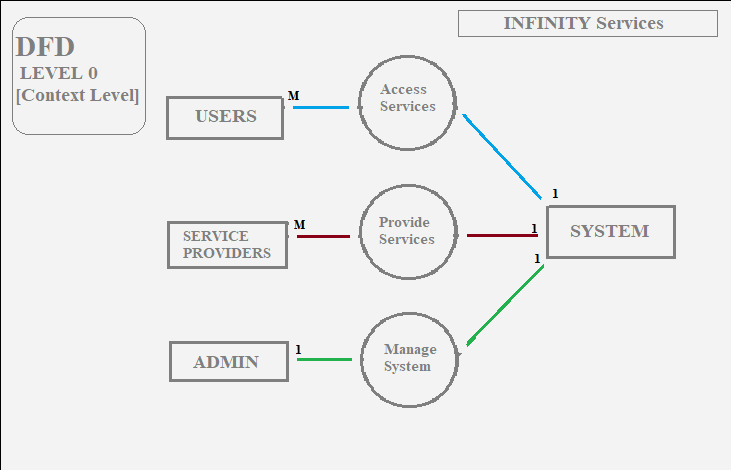 INFINITY Services
DFD
LEVEL 0
[Context Level]
M
Access
Services
USERS
1
M
Provide
Services
1
SERVICE
PROVIDERS
SYSTEM
1
1
Manage
System
ADMIN